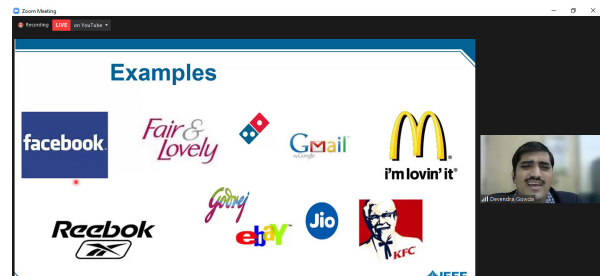 Zoom Meeting
Recording LIVE on YouTube
Examples
facebook
Fair &
Lovely
Gmail
by Google
i'm lovin' it®
Devendra Gowda
Reebok
Godrej
ebay
Jio
KFC
IEEE